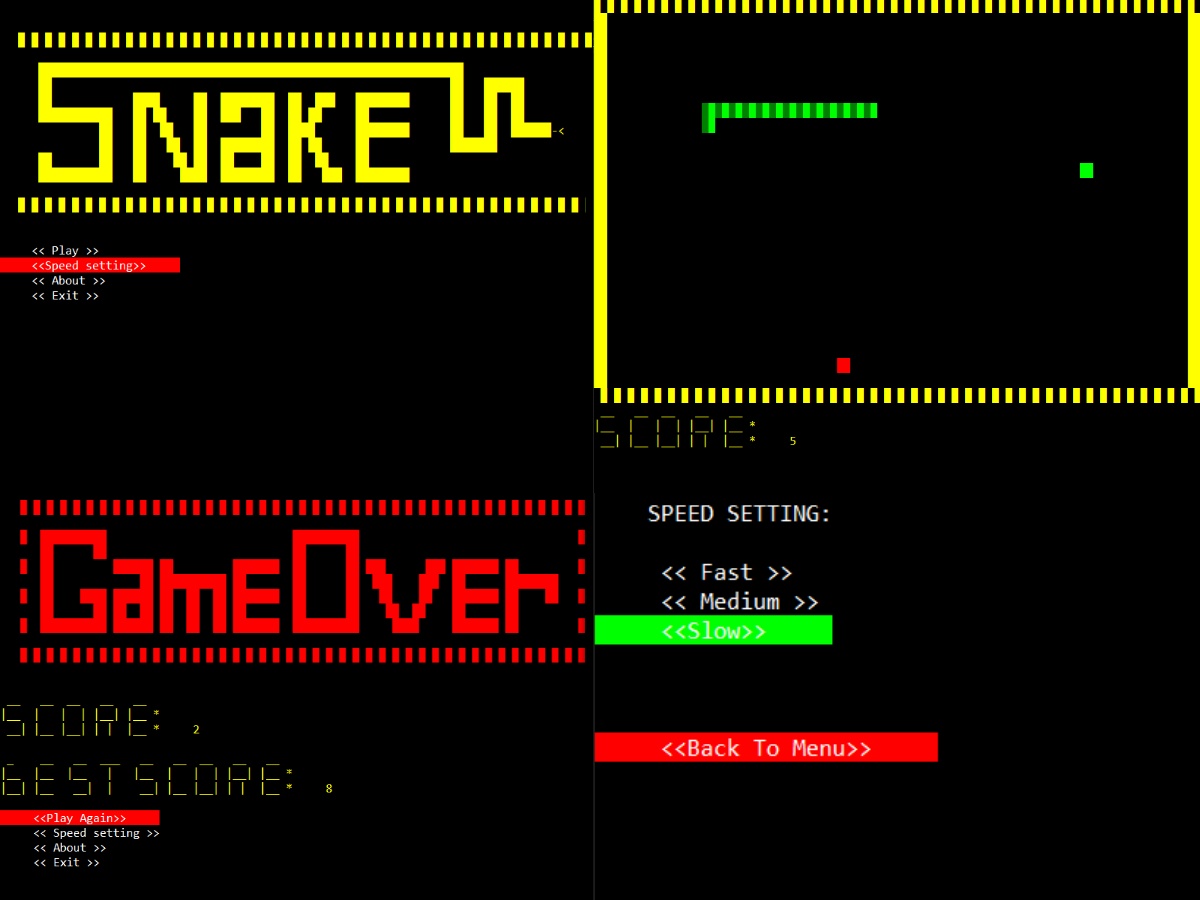 Snake
<< Play >>
<<Speed setting>>
<< About >>
<< Exit >>
SCORE: 5
GameOver
SCORE: 2
bEST SCORE: 8
<<Play Again>>
<< Speed setting >>
<< About >>
<< Exit >>
SPEED SETTING:
<< Fast >>
<< Medium >>
<<Slow>>
<<Back To Menu>>